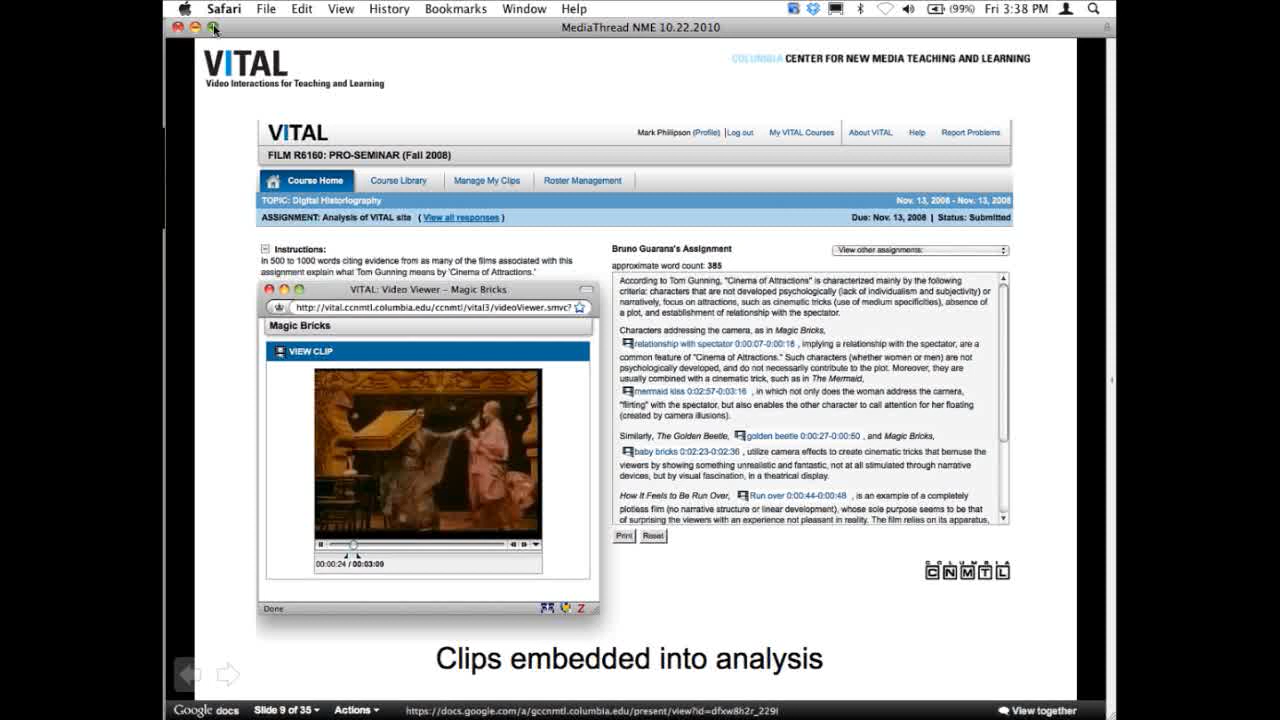 Safari File Edit View History Bookmarks Window Help (99%) Fri 3:38 PM
MediaThread NME 10.22.2010
VITAL
Video Interactions for Teaching and Learning
COLUMBIA CENTER FOR NEW MEDIA TEACHING AND LEARNING
VITAL
Mark Phillipson (Profile) | Log out My VITAL Courses About VITAL Help Report Problems
FILM R6160: PRO-SEMINAR (Fall 2008)
Course Home Course Library Manage My Clips Roster Management
TOPIC: Digital Historiography Nov. 13, 2008 - Nov. 13, 2008
ASSIGNMENT: Analysis of VITAL site ( View all responses ) Due: Nov. 13, 2008 | Status: Submitted
Instructions:
In 500 to 1000 words citing evidence from as many of the films associated with this
assignment explain what Tom Gunning means by 'Cinema of Attractions.'
VITAL: Video Viewer – Magic Bricks
http://vital.ccnmtl.columbia.edu/ccnmtl/vital3/videoViewer.smvc?
Magic Bricks
VIEW CLIP
00:00:24 / 00:03:09
Done
Bruno Guarana's Assignment
View other assignments:
approximate word count: 385
According to Tom Gunning, "Cinema of Attractions" is characterized mainly by the following
criteria: characters that are not developed psychologically (lack of individualism and subjectivity) or
narratively, focus on attractions, such as cinematic tricks (use of medium specificities), absence of
a plot, and establishment of relationship with the spectator.
Characters addressing the camera, as in Magic Bricks,
relationship with spectator 0:00:07-0:00:18 , implying a relationship with the spectator, are a
common feature of "Cinema of Attractions." Such characters (whether women or men) are not
psychologically developed, and do not necessarily contribute to the plot. Moreover, they are
usually combined with a cinematic trick, such as in The Mermaid,
mermaid kiss 0:02:57-0:03:16 , in which not only does the woman address the camera,
"flirting" with the spectator, but also enables the other character to call attention for her floating
(created by camera illusions).
Similarly, The Golden Beetle, golden beetle 0:00:27-0:00:50 , and Magic Bricks,
baby bricks 0:02:23-0:02:36 , utilize camera effects to create cinematic tricks that bemuse the
viewers by showing something unrealistic and fantastic, not at all stimulated through narrative
devices, but by visual fascination, in a theatrical display.
How It Feels to Be Run Over, Run over 0:00:44-0:00:48 , is an example of a completely
plotless film (no narrative structure or linear development), whose sole purpose seems to be that
of surprising the viewers with an experience not pleasant in reality. The film relies on its apparatus,
Print Reset
CNMTL
Clips embedded into analysis
Google docs Slide 9 of 35 Actions https://docs.google.com/a/gccnmtl.columbia.edu/present/view?id=dfxw8h2r_229l View together